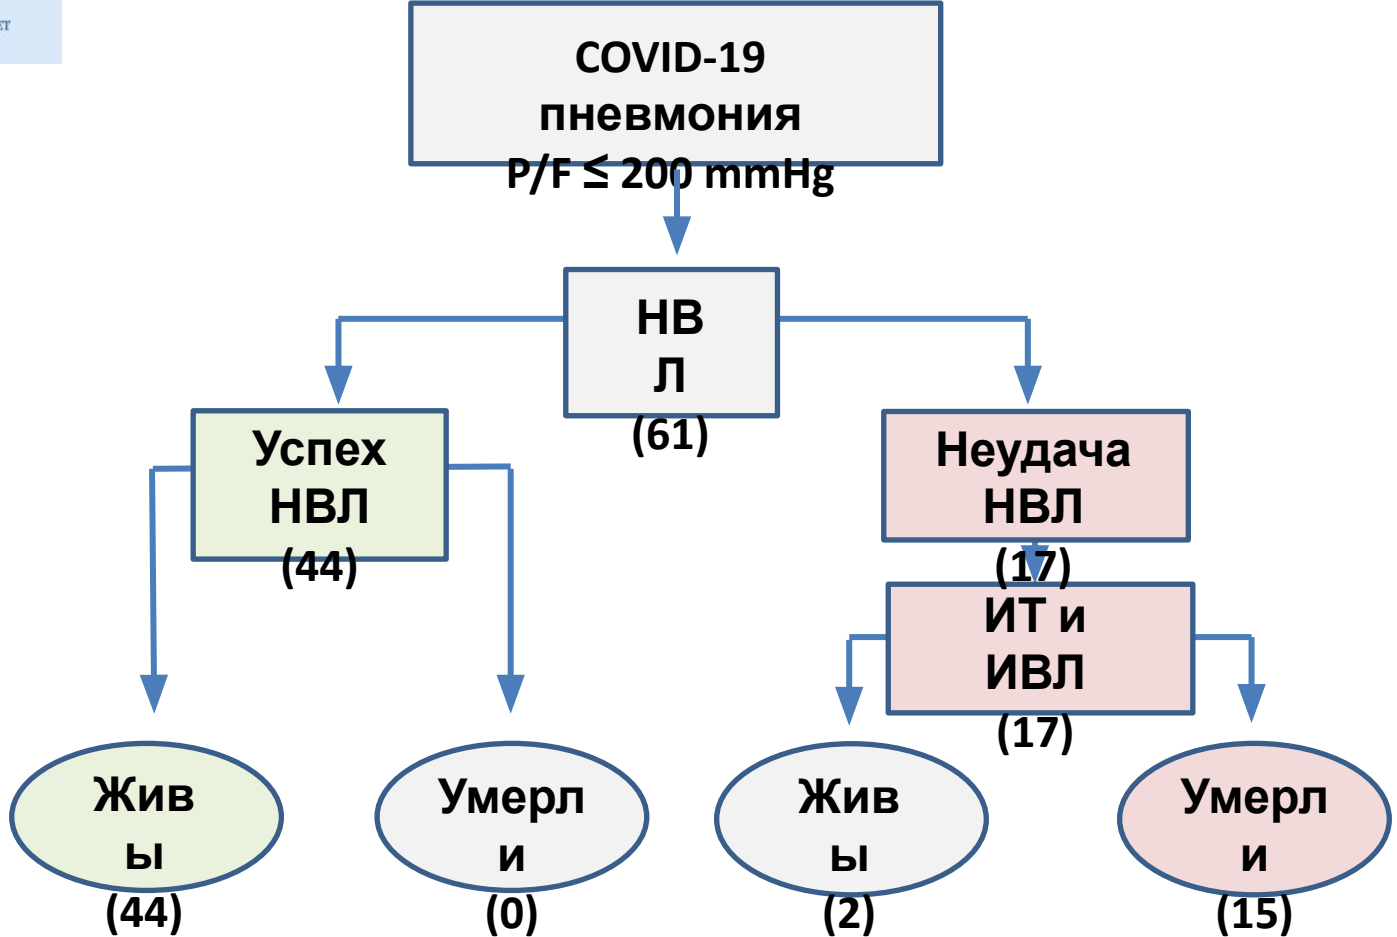 ЕТ
COVID-19
пневмония
P/F ≤ 200 mmHg
НВ
Л
(61)
Успех
НВЛ
(44)
Неудача
НВЛ
(17)
ИТ и
ИВЛ
(17)
Жив
ы
(44)
Умерл
и
(0)
Жив
ы
(2)
Умерл
и
(15)